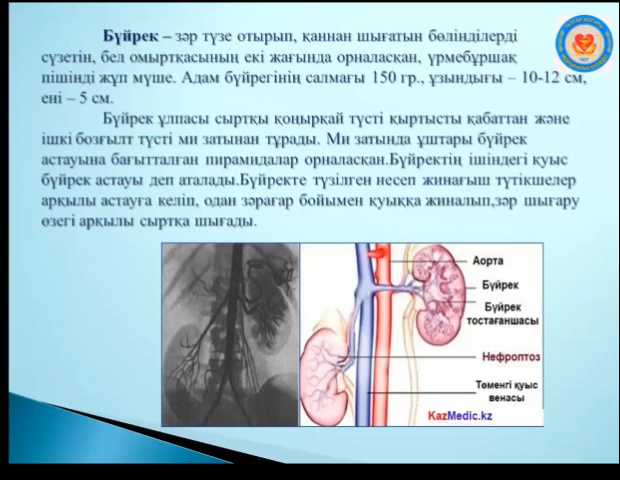 Бүйрек – зәр түзе отырып, қаннан шығатын бөлінділерді
сүзетін, бел омыртқасының екі жағында орналасқан, үрмебұршақ
пішінді жұп мүше. Адам бүйрегінің салмағы 150 гр., ұзындығы – 10-12 см,
ені – 5 см.
Бүйрек ұлпасы сыртқы қоңырқай түсті қыртысты қабаттан және
ішкі бозғылт түсті ми затынан тұрады. Ми затында ұштары бүйрек
астауына бағытталған пирамидалар орналасқан.Бүйректің ішіндегі қуыс
бүйрек астауы деп аталады.Бүйректе түзілген несеп жинағыш түтікшелер
арқылы астауға келіп, одан зәрағар бойымен қуыққа жиналып,зәр шығару
өзегі арқылы сыртқа шығады.
Аорта
Бүйрек
Бүйрек
тостағаншасы
Нефроптоз
Төменгі қуыс
венасы
KazMedic.kz